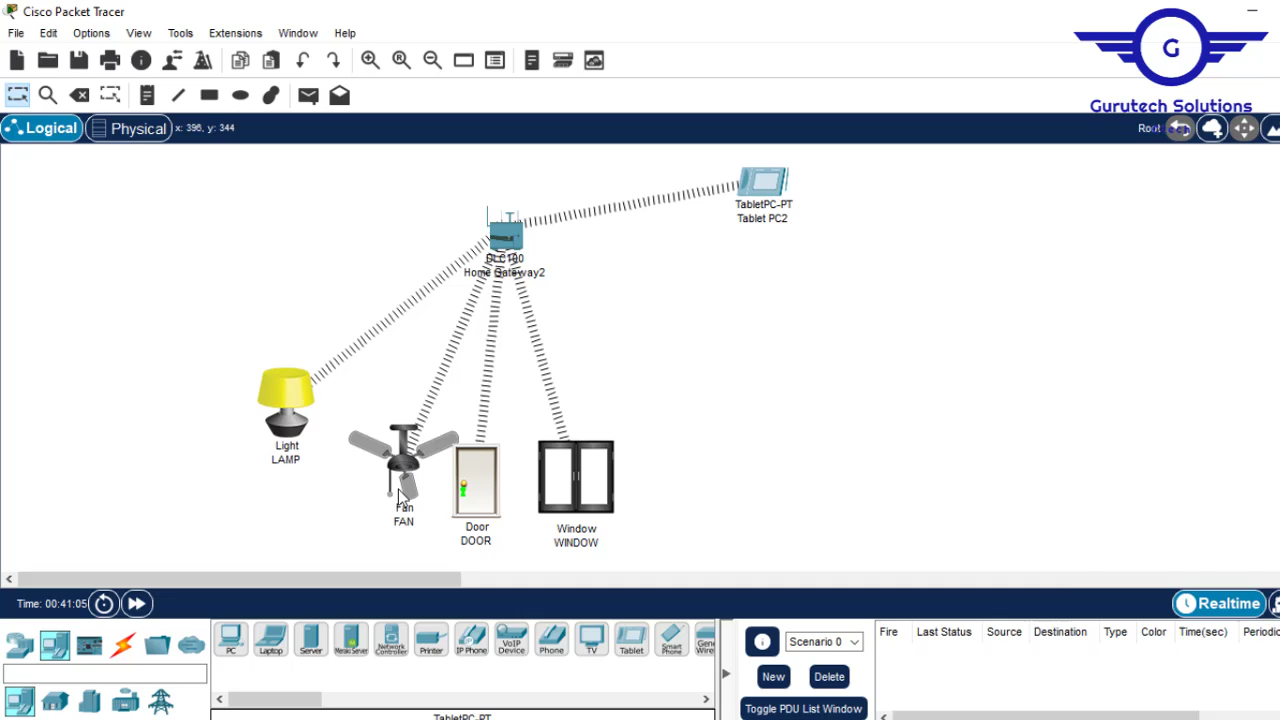 Cisco Packet Tracer
File Edit Options View Tools Extensions Window Help
G
Gurutech Solutions
Logical Physical x: 396, y: 344 Root
TabletPC-PT
Tablet PC2
DLC100
Home Gateway2
Light
LAMP
Fan
FAN
Door
DOOR
Window
WINDOW
Time: 00:41:05 Realtime
PC Laptop Server Meraki Server Network Controller Printer IP Phone VoIP Device Phone TV Tablet Smart Phone
Scenario 0
New Delete
Toggle PDU List Window
Fire Last Status Source Destination Type Color Time(sec)
TabletPC-PT